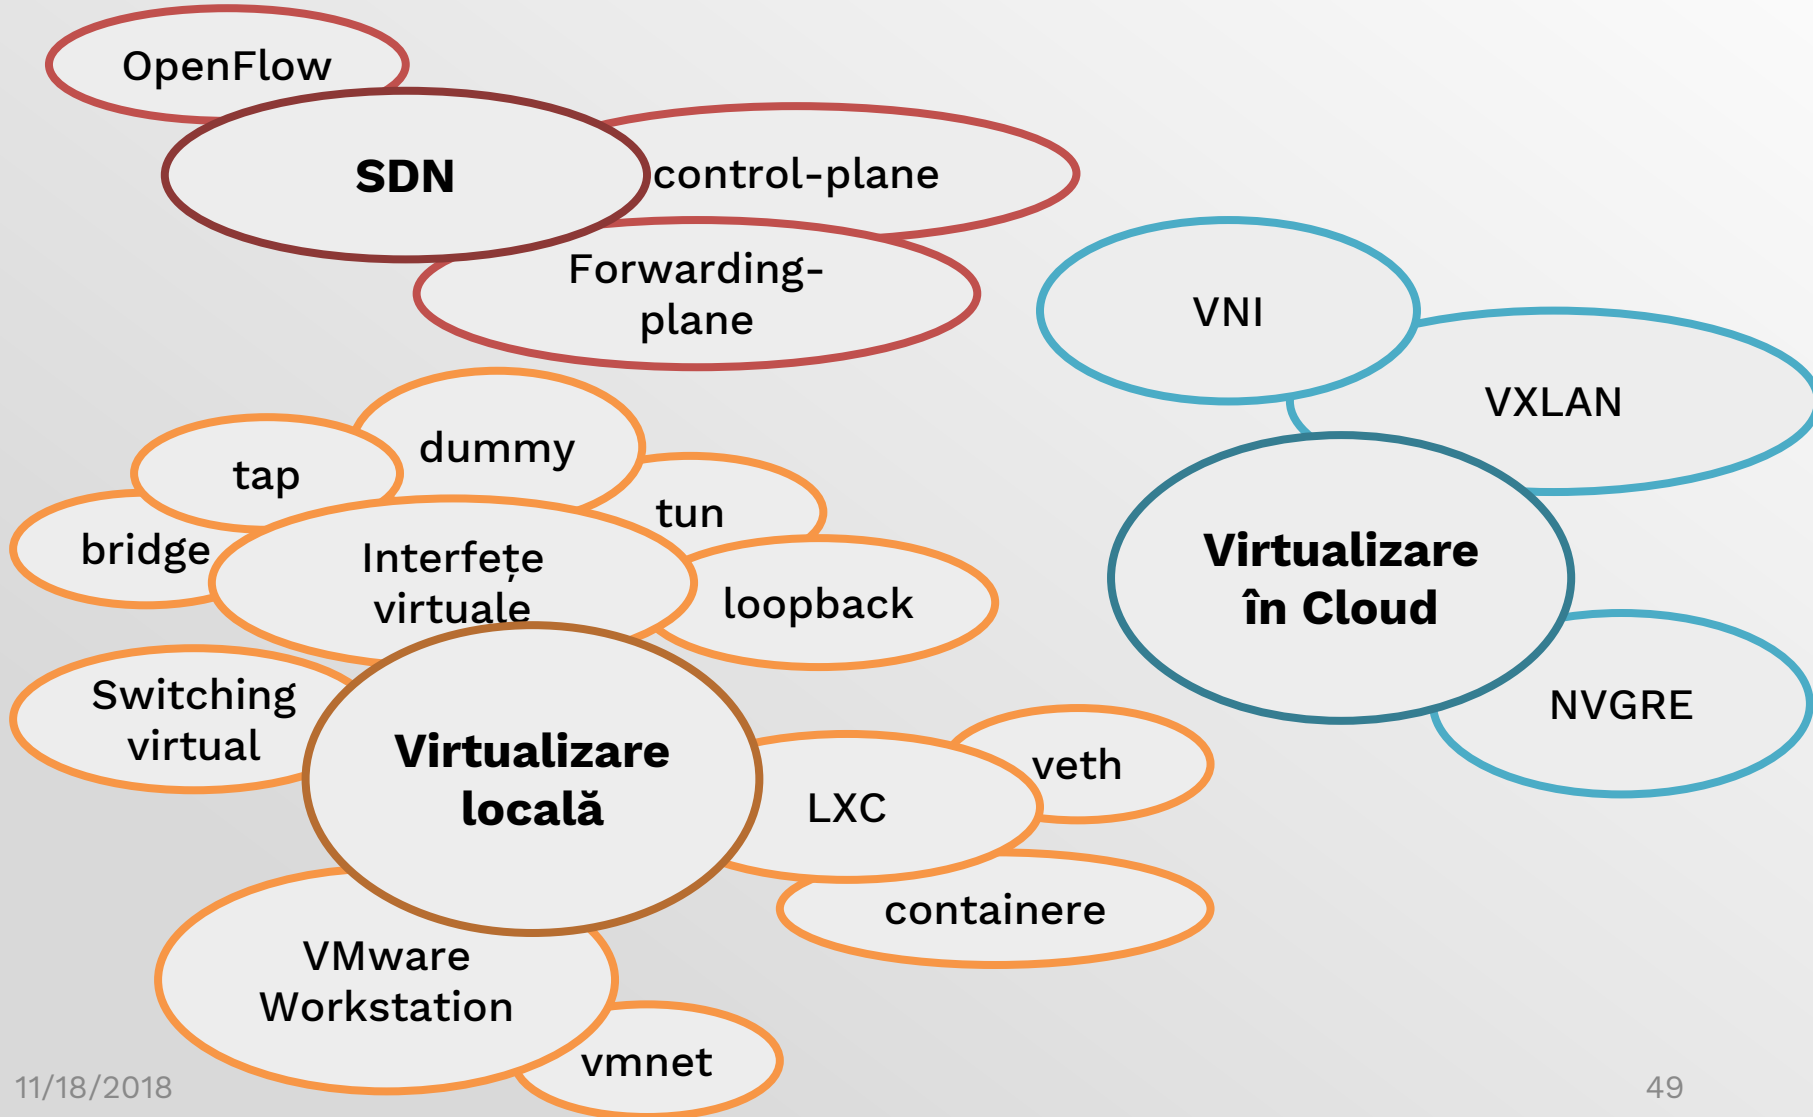 OpenFlow
SDN
control-plane
Forwarding-
plane
VNI
VXLAN
dummy
tap
tun
bridge
Interfețe
virtuale
loopback
Virtualizare
în Cloud
Switching
virtual
NVGRE
Virtualizare
locală
veth
LXC
containere
VMware
Workstation
vmnet
11/18/2018
49